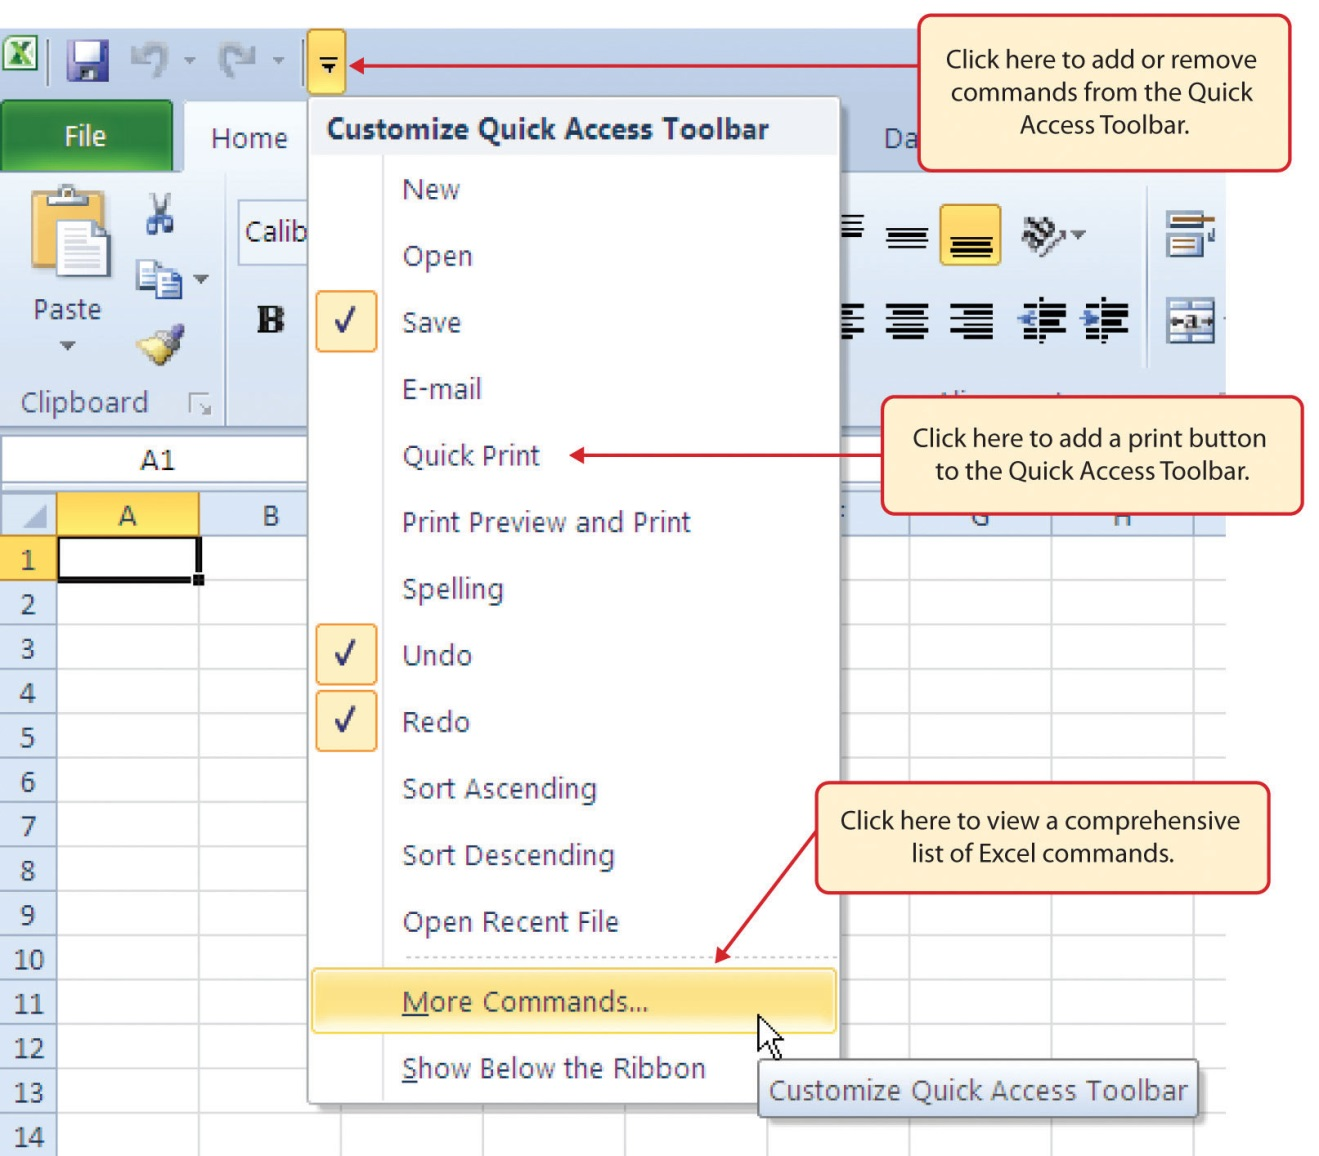 Click here to add or remove
commands from the Quick
Access Toolbar.
File
Home
Customize Quick Access Toolbar
New
Open
Save
E-mail
Quick Print
Print Preview and Print
Spelling
Undo
Redo
Sort Ascending
Sort Descending
Open Recent File
More Commands...
Show Below the Ribbon
Calib
B
Paste
Clipboard
Click here to add a print button
to the Quick Access Toolbar.
A1
A B G H
1
2
3
4
5
6
7
8
9
10
11
12
13
14
Click here to view a comprehensive
list of Excel commands.
Customize Quick Access Toolbar